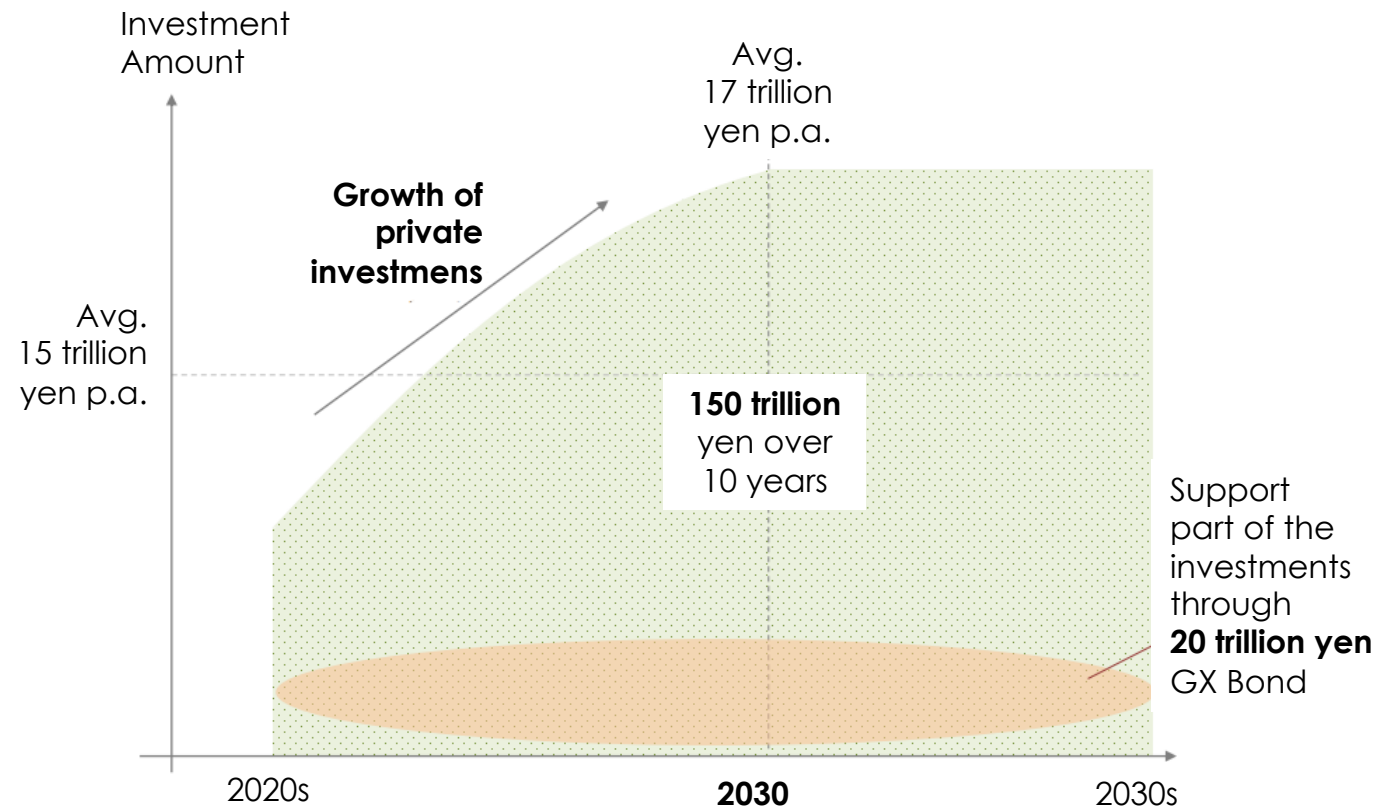 Investment
Amount
Avg.
17 trillion
yen p.a.
Growth of
private
investmens
Avg.
15 trillion
yen p.a.
150 trillion
yen over
10 years
Support
part of the
investments
through
20 trillion yen
GX Bond
2020s
2030
2030s